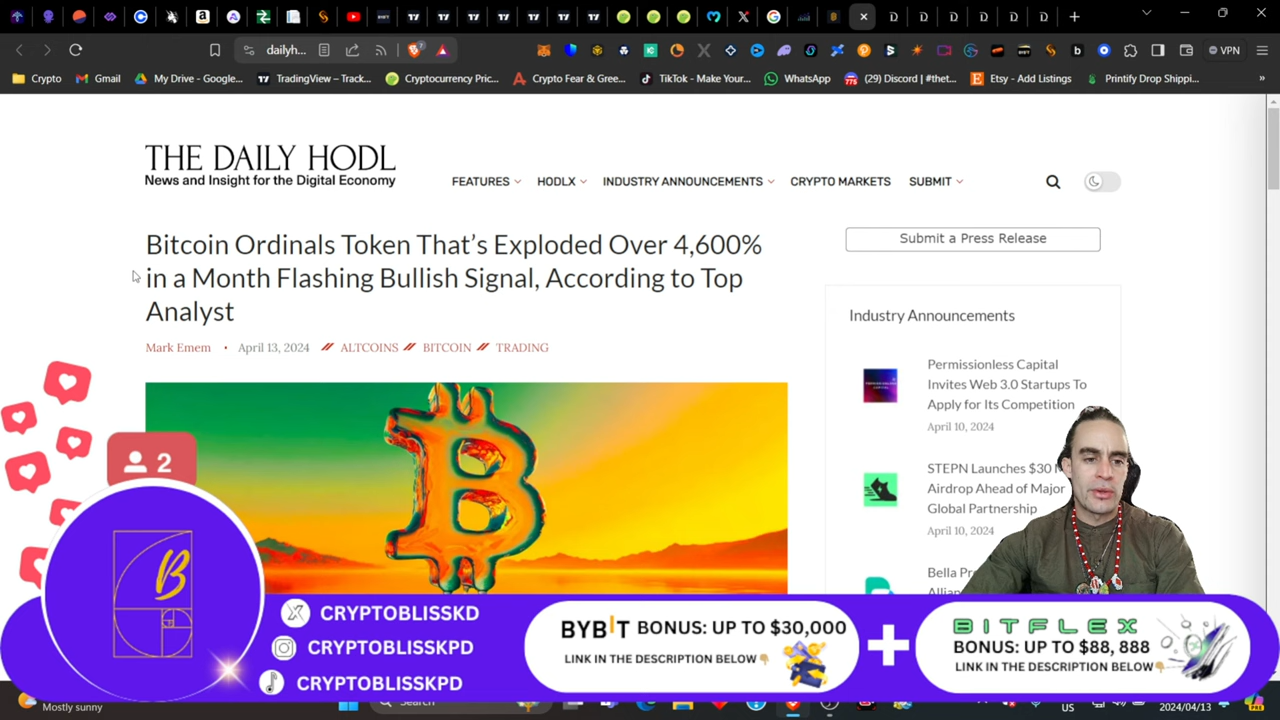 dailyh...
VPN
Crypto
Gmail
My Drive - Google...
TradingView – Track...
Cryptocurrency Pric...
Crypto Fear & Gree...
TikTok - Make Your...
WhatsApp
(29) Discord | #thet...
Etsy - Add Listings
Printify Drop Shippi...
THE DAILY HODL
News and Insight for the Digital Economy
FEATURES
HODLX
INDUSTRY ANNOUNCEMENTS
CRYPTO MARKETS
SUBMIT
Bitcoin Ordinals Token That's Exploded Over 4,600%
in a Month Flashing Bullish Signal, According to Top
Analyst
Mark Emem • April 13, 2024 // ALTCOINS // BITCOIN // TRADING
Submit a Press Release
Industry Announcements
Permissionless Capital
Invites Web 3.0 Startups To
Apply for Its Competition
April 10, 2024
STEPN Launches $30
Airdrop Ahead of Major
Global Partnership
April 10, 2024
Bella
2
B
CRYPTOBLISSKD
CRYPTOBLISSKPD
CRYPTOBLISSKPD
BYBIT BONUS: UP TO $30,000
LINK IN THE DESCRIPTION BELOW
+
BITFLEX
BONUS: UP TO $88, 888
LINK IN THE DESCRIPTION BELOW
Mostly sunny
Search
US
2024/04/13